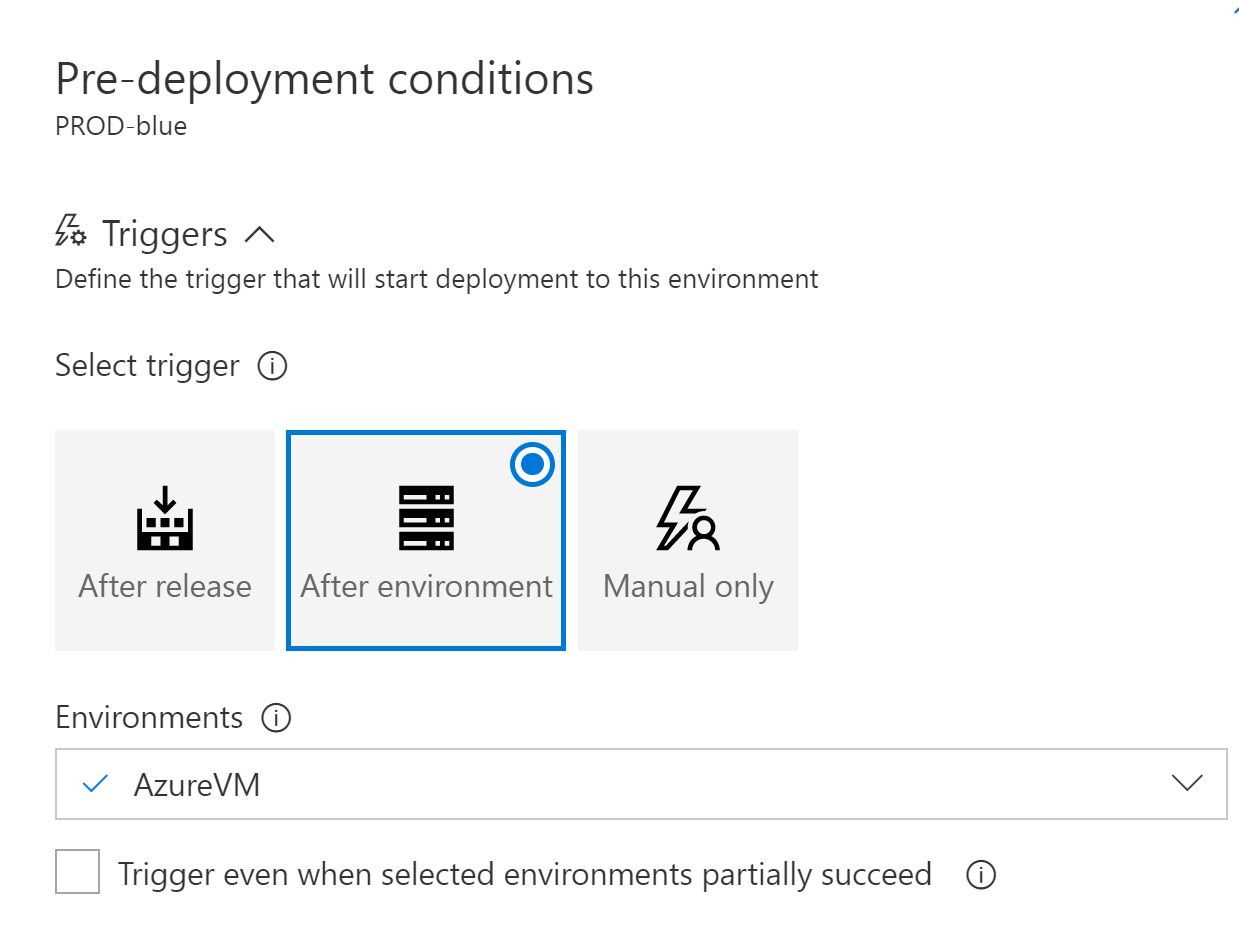 Pre-deployment conditions
PROD-blue
Triggers
Define the trigger that will start deployment to this environment
Select trigger
After release
After environment
Manual only
Environments
AzureVM
Trigger even when selected environments partially succeed